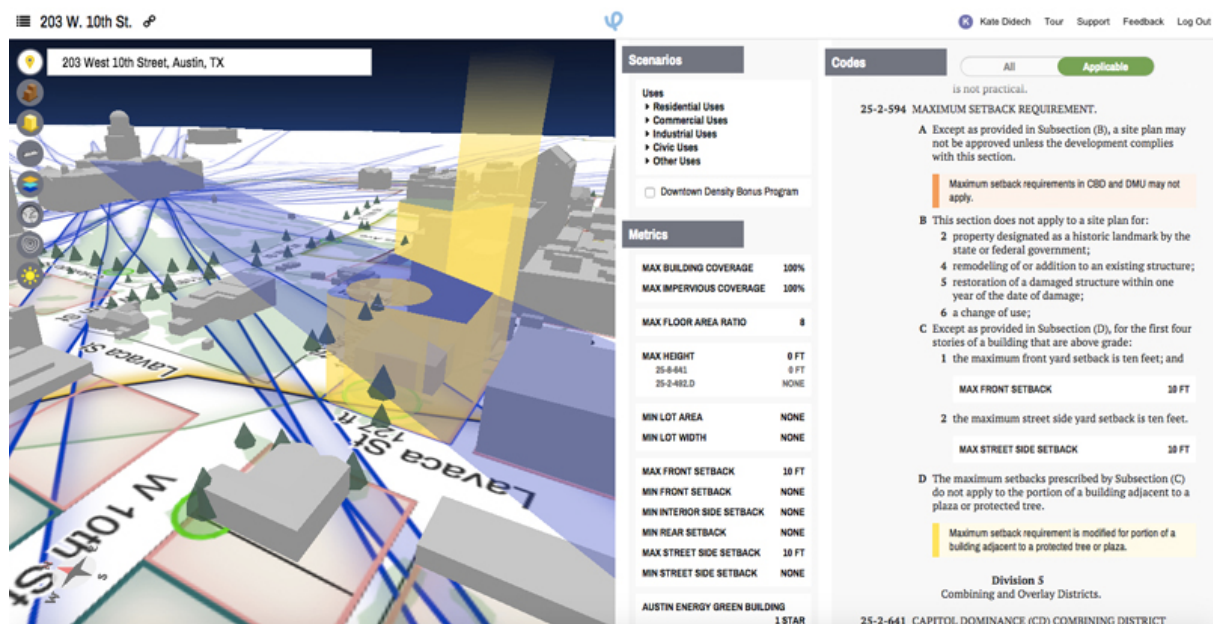 203 W. 10th St.
Kate Didech Tour Support Feedback Log Out
K
203 West 10th Street, Austin, TX
Lavaca St
Lavaca St
127 ft
W 10th St
W
S
Scenarios
Uses
Residential Uses
Commercial Uses
Industrial Uses
Civic Uses
Other Uses
Downtown Density Bonus Program
Metrics
MAX BUILDING COVERAGE 100%
MAX IMPERVIOUS COVERAGE 100%
MAX FLOOR AREA RATIO 8
MAX HEIGHT 0 FT
25-6-641 0 FT
25-2-492.D NONE
MIN LOT AREA NONE
MIN LOT WIDTH NONE
MAX FRONT SETBACK 10 FT
MIN FRONT SETBACK NONE
MIN INTERIOR SIDE SETBACK NONE
MIN REAR SETBACK NONE
MAX STREET SIDE SETBACK 10 FT
MIN STREET SIDE SETBACK NONE
AUSTIN ENERGY GREEN BUILDING
1 STAR
Codes
All Applicable
is not practical.
25-2-594 MAXIMUM SETBACK REQUIREMENT.
A Except as provided in Subsection (B), a site plan may
not be approved unless the development complies
with this section.
Maximum setback requirements in CBD and DMU may not
apply.
B This section does not apply to a site plan for:
2 property designated as a historic landmark by the
state or federal government;
4 remodeling of or addition to an existing structure;
5 restoration of a damaged structure within one
year of the date of damage;
6 a change of use;
C Except as provided in Subsection (D), for the first four
stories of a building that are above grade:
1 the maximum front yard setback is ten feet; and
MAX FRONT SETBACK 10 FT
2 the maximum street side yard setback is ten feet.
MAX STREET SIDE SETBACK 10 FT
D The maximum setbacks prescribed by Subsection (C)
do not apply to the portion of a building adjacent to a
plaza or protected tree.
Maximum setback requirement is modified for portion of a
building adjacent to a protected tree or plaza.
Division 5
Combining and Overlay Districts.
25-2-641 CAPITOL DOMINANCE (CD) COMBINING DISTRICT